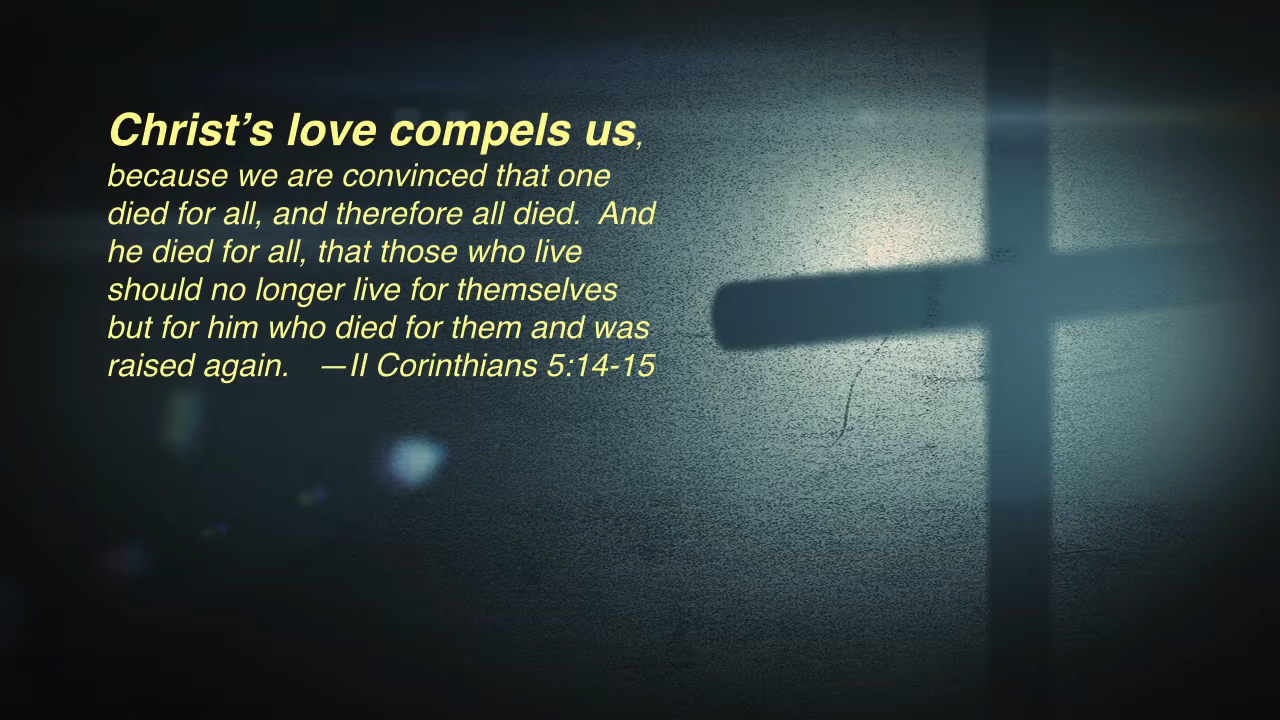 Christ’s love compels us,
because we are convinced that one
died for all, and therefore all died.  And
he died for all, that those who live
should no longer live for themselves
but for him who died for them and was
raised again.   —II Corinthians 5:14-15